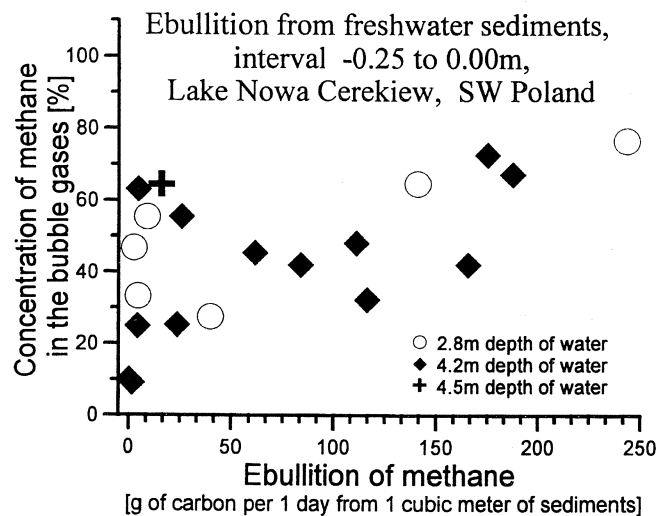 Ebullition from freshwater sediments,
interval -0.25 to 0.00m,
Lake Nowa Cerekiew, SW Poland
Concentration of methane
in the bubble gases [%]
100
80
60
40
20
0
2.8m depth of water
4.2m depth of water
4.5m depth of water
0 50 100 150 200 250
Ebullition of methane
[g of carbon per 1 day from 1 cubic meter of sediments]